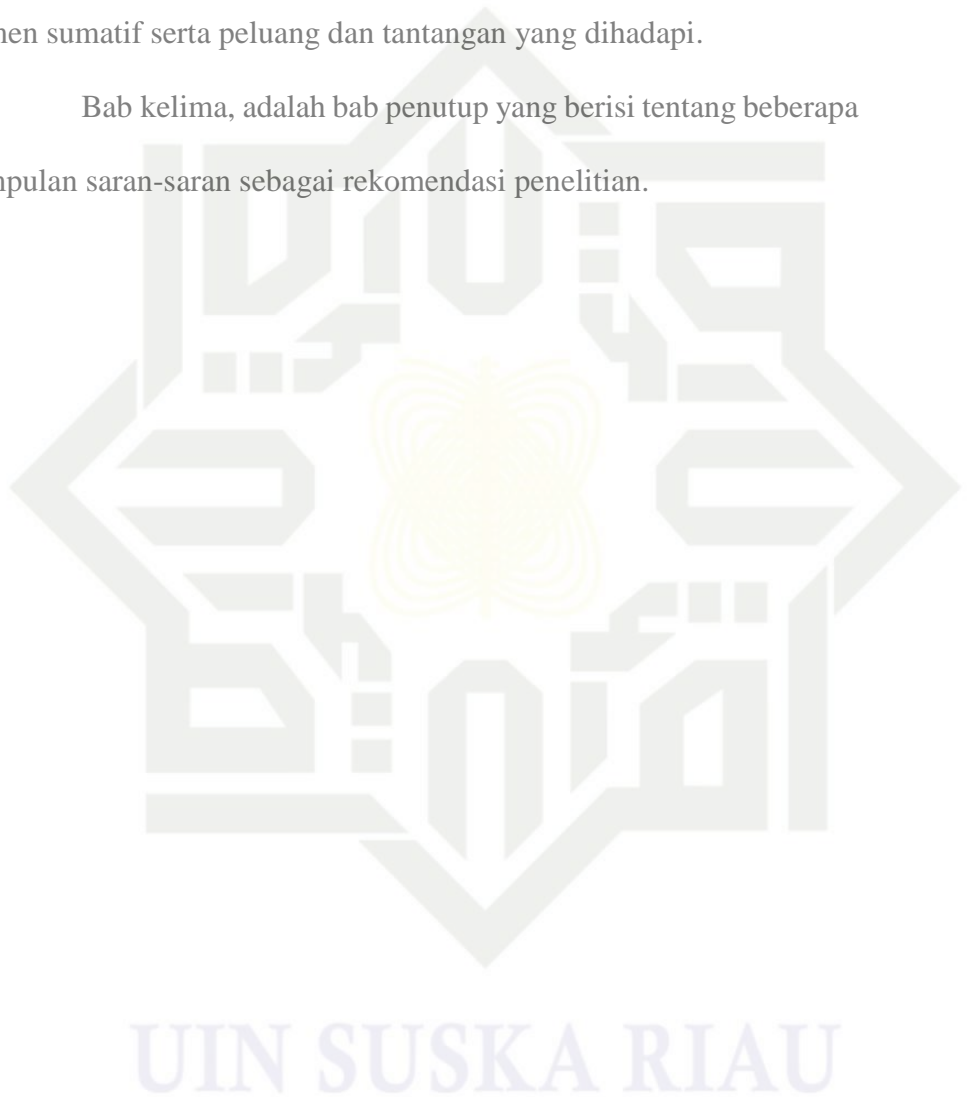 men sumatif serta peluang dan tantangan yang dihadapi.
Bab kelima, adalah bab penutup yang berisi tentang beberapa
mpulan saran-saran sebagai rekomendasi penelitian.
UIN SUSKA RIAU